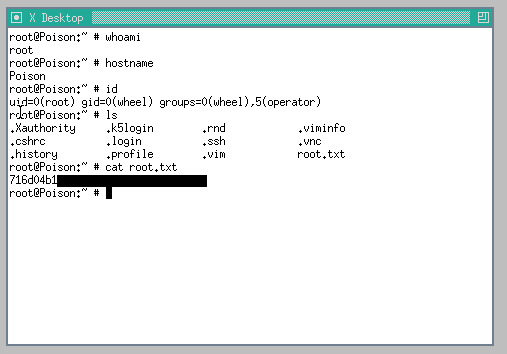 X Desktop
root@Poison:~ # whoami
root
root@Poison:~ # hostname
Poison
root@Poison:~ # id
uid=0(root) gid=0(wheel) groups=0(wheel),5(operator)
root@Poison:~ # ls
.Xauthority .k5login .rnd .viminfo
.cshrc .login .ssh .vnc
.history .profile .vim root.txt
root@Poison:~ # cat root.txt
716d04b1
root@Poison:~ #